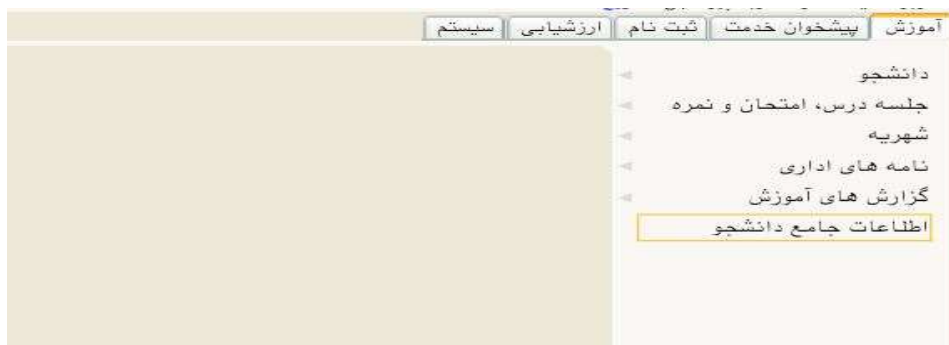 آموزش پیشخوان خدمت ثبت نام ارزشیابی سیستم
دانشجو
جلسه درس، امتحان و نمره
شهریه
نامه های اداری
گزارش های آموزش
اطلاعات جامع دانشجو